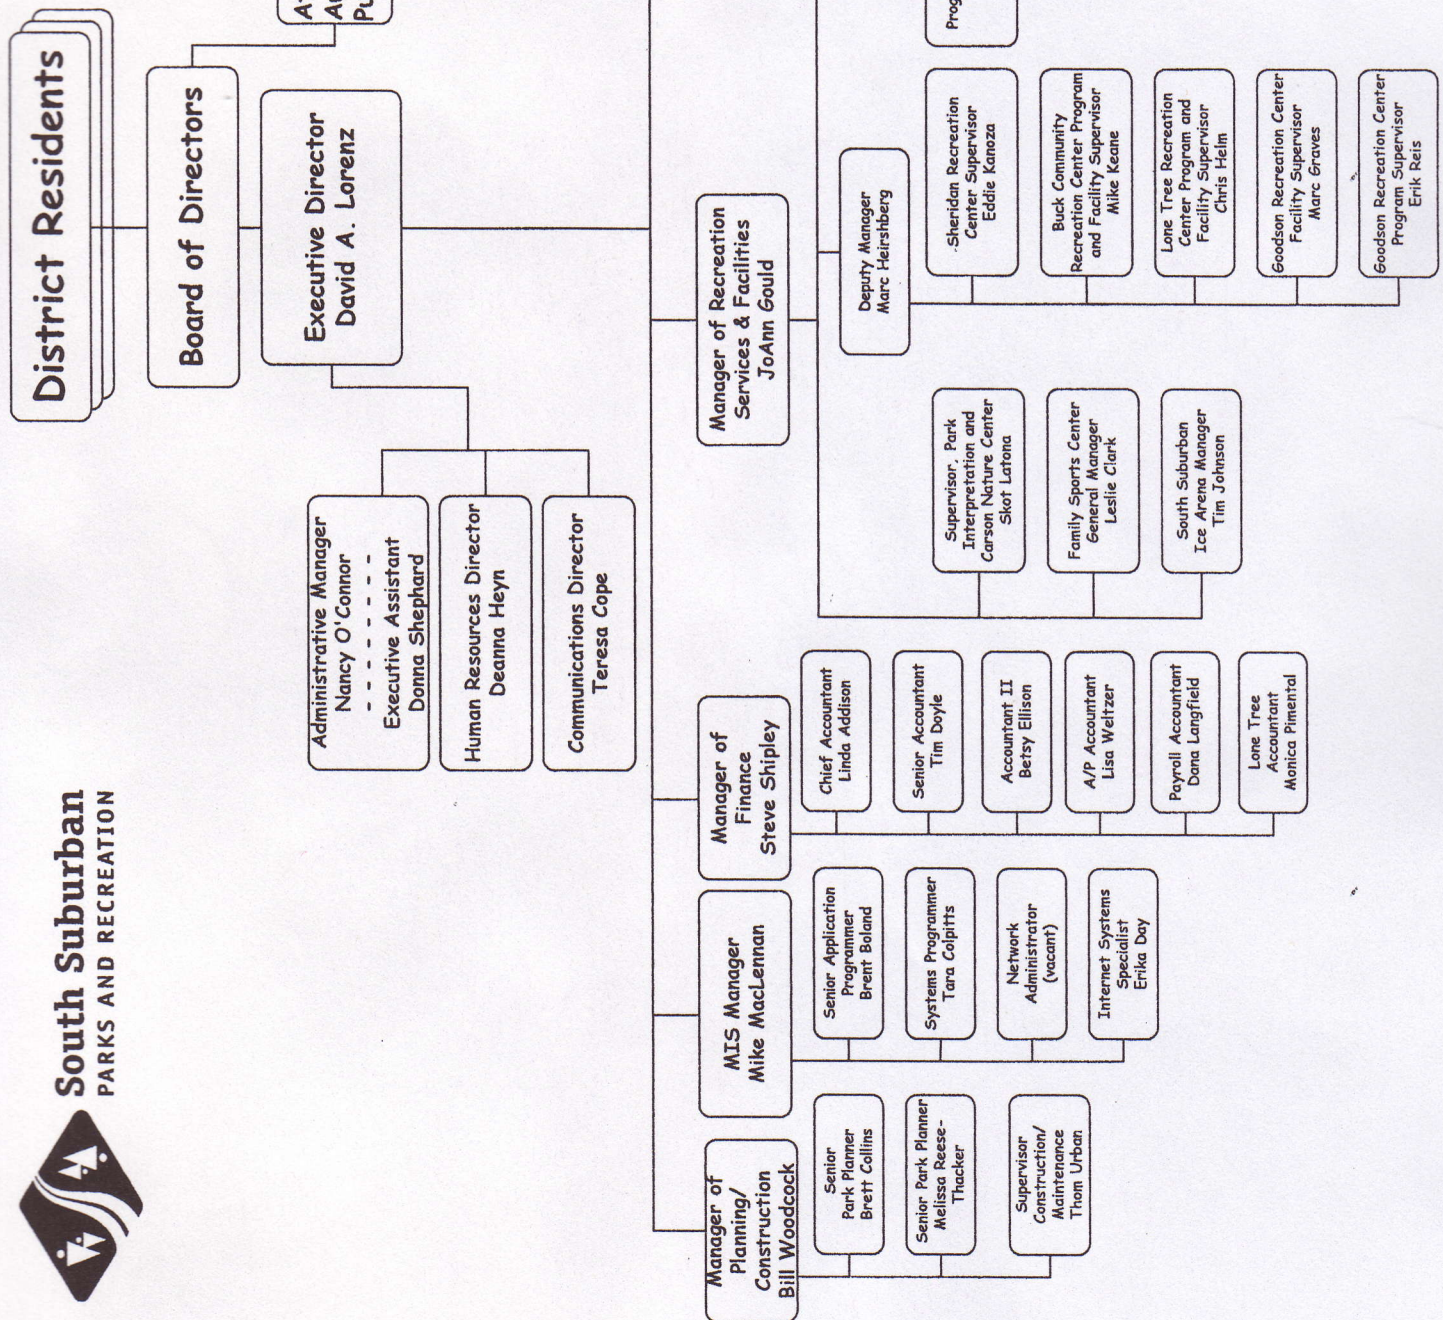 South Suburban
PARKS AND RECREATION
District Residents
Board of Directors
Executive Director
David A. Lorenz
Administrative Manager
Nancy O'Connor
- - - - - - -
Executive Assistant
Donna Shephard
Human Resources Director
Deanna Heyn
Communications Director
Teresa Cope
Manager of
Planning/
Construction
Bill Woodcock
Senior
Park Planner
Brett Collins
Senior Park Planner
Melissa Reese-
Thacker
Supervisor
Construction/
Maintenance
Thom Urban
MIS Manager
Mike MacLennan
Senior Application
Programmer
Brent Boland
Systems Programmer
Tara Colpitts
Network
Administrator
(vacant)
Internet Systems
Specialist
Erika Day
Manager of
Finance
Steve Shipley
Chief Accountant
Linda Addison
Senior Accountant
Tim Doyle
Accountant II
Betsy Ellison
A/P Accountant
Lisa Weltzer
Payroll Accountant
Dana Langfield
Lone Tree
Accountant
Monica Pimental
Manager of Recreation
Services & Facilities
JoAnn Gould
Supervisor, Park
Interpretation and
Carson Nature Center
Skot Latona
Family Sports Center
General Manager
Leslie Clark
South Suburban
Ice Arena Manager
Tim Johnson
Deputy Manager
Marc Heirshberg
Sheridan Recreation
Center Supervisor
Eddie Kanoza
Buck Community
Recreation Center Program
and Facility Supervisor
Mike Keane
Lone Tree Recreation
Center Program and
Facility Supervisor
Chris Helm
Goodson Recreation Center
Facility Supervisor
Marc Graves
Goodson Recreation Center
Program Supervisor
Erik Reis
Prog